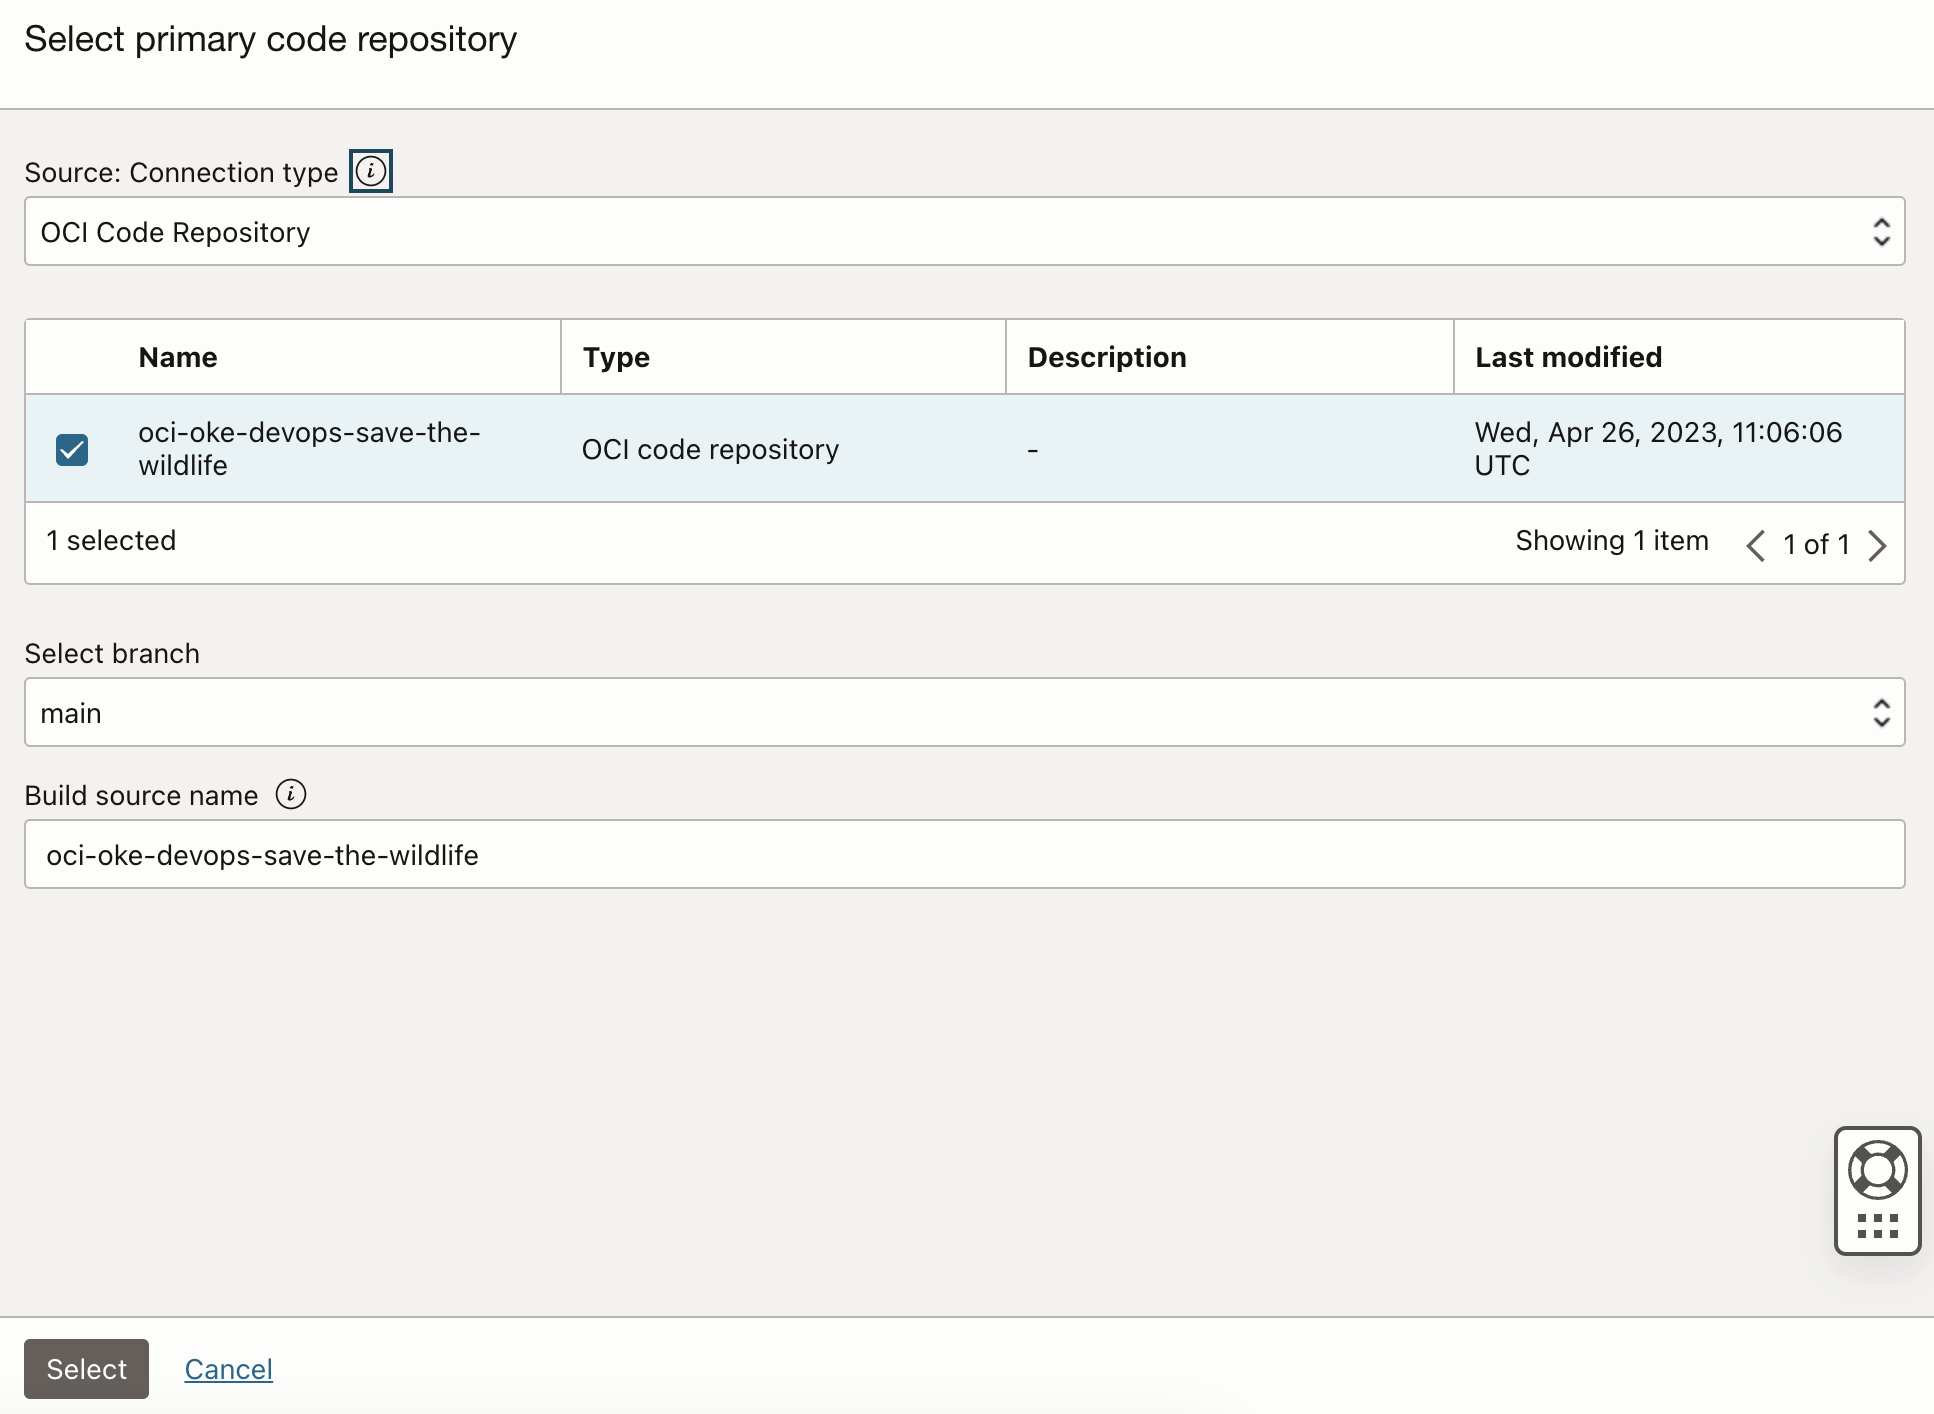 Select primary code repository
Source: Connection type
OCI Code Repository
Name Type Description Last modified
oci-oke-devops-save-the-
wildlife
OCI code repository
-
Wed, Apr 26, 2023, 11:06:06
UTC
1 selected
Showing 1 item 1 of 1
Select branch
main
Build source name
oci-oke-devops-save-the-wildlife
Select Cancel